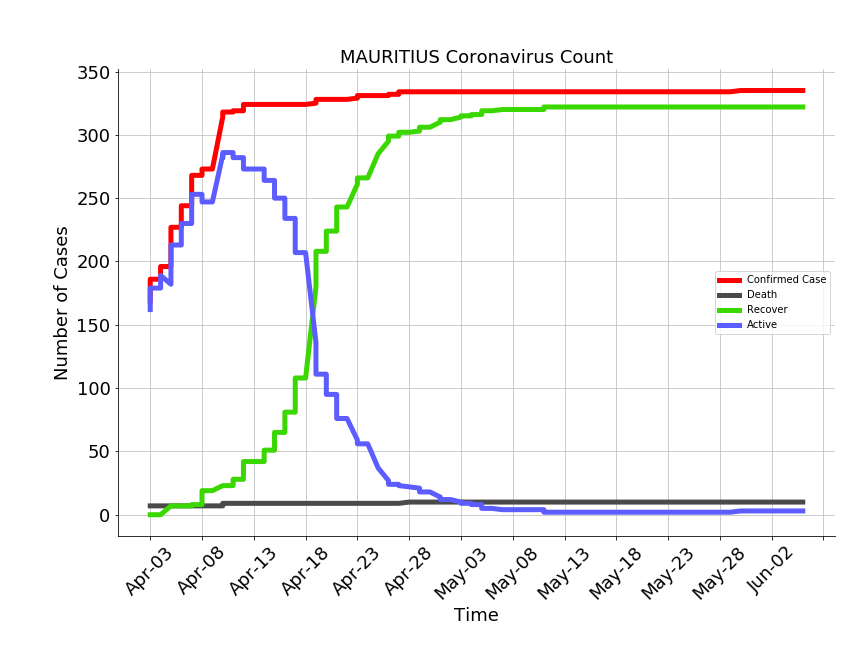 MAURITIUS Coronavirus Count
350
300
250
200
150
100
50
0
Number of Cases
Confirmed Case
Death
Recover
Active
Apr-03
Apr-08
Apr-13
Apr-18
Apr-23
Apr-28
May-03
May-08
May-13
May-18
May-23
May-28
Jun-02
Time